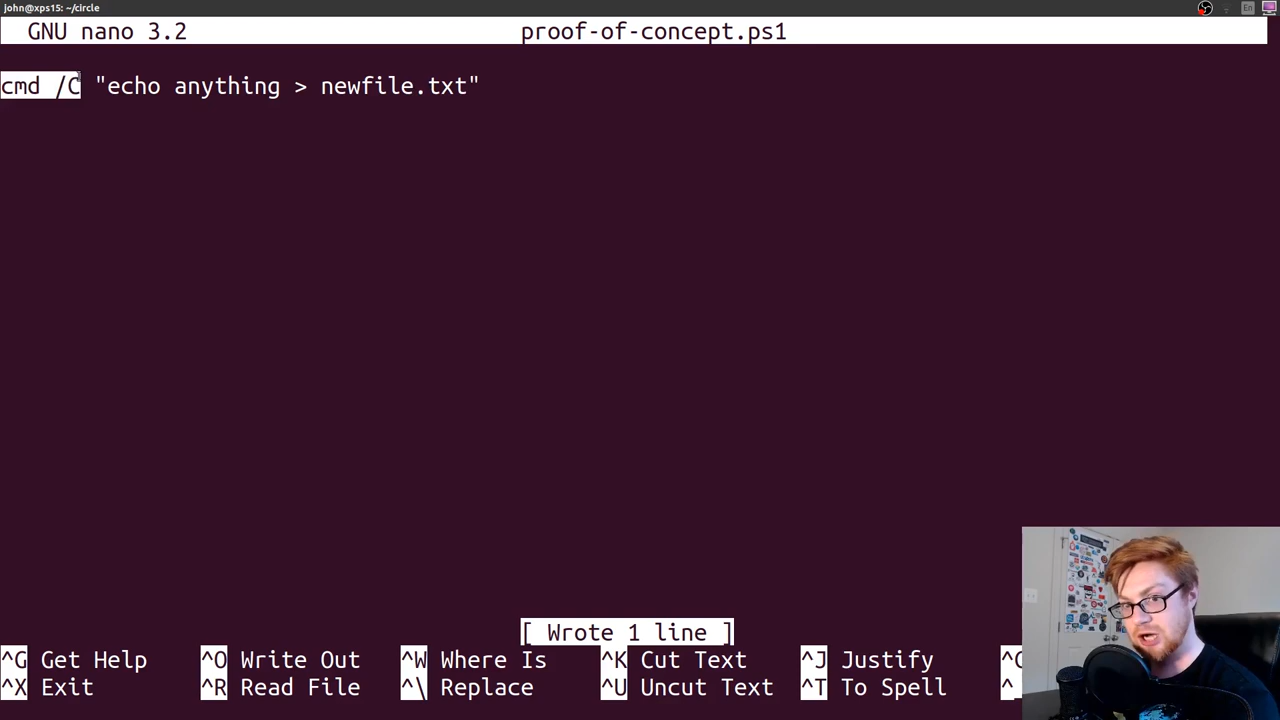 john@xps15: ~/circle
En
GNU nano 3.2 proof-of-concept.ps1
cmd /C "echo anything > newfile.txt"
[ Wrote 1 line ]
^G Get Help ^O Write Out ^W Where Is ^K Cut Text ^J Justify
^X Exit ^R Read File ^\ Replace ^U Uncut Text ^T To Spell